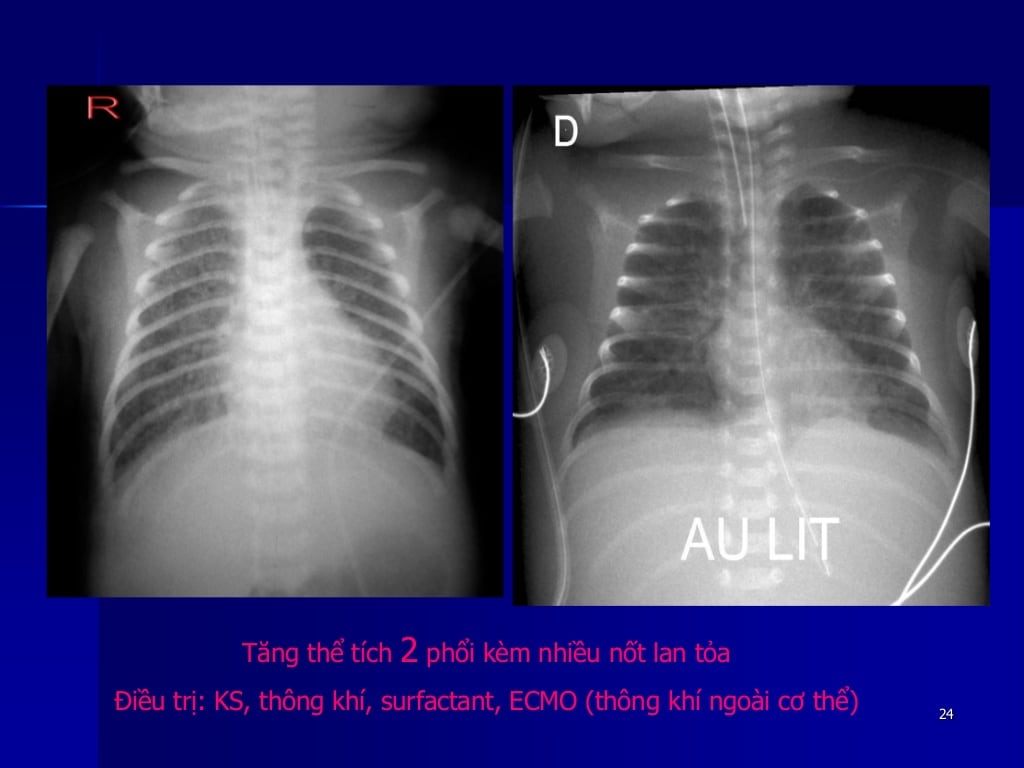 R
D
AU LIT
Tăng thể tích 2 phổi kèm nhiều nốt lan tỏa
Điều trị: KS, thông khí, surfactant, ECMO (thông khí ngoài cơ thể)
24